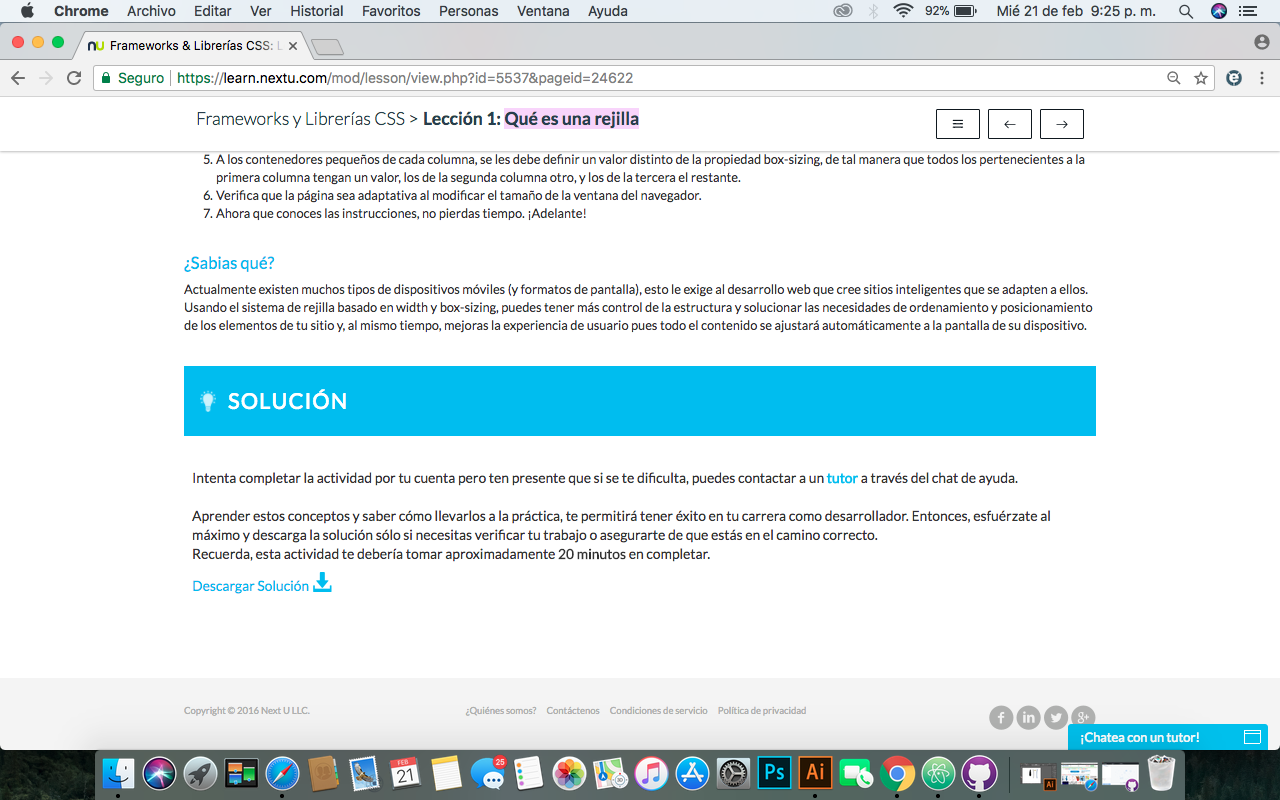 Chrome Archivo Editar Ver Historial Favoritos Personas Ventana Ayuda 92% Mié 21 de feb 9:25 p. m.
nu Frameworks & Librerías CSS: L
Seguro https://learn.nextu.com/mod/lesson/view.php?id=5537&pageid=24622
Frameworks y Librerías CSS > Lección 1: Qué es una rejilla
5. A los contenedores pequeños de cada columna, se les debe definir un valor distinto de la propiedad box-sizing, de tal manera que todos los pertenecientes a la
primera columna tengan un valor, los de la segunda columna otro, y los de la tercera el restante.
6. Verifica que la página sea adaptativa al modificar el tamaño de la ventana del navegador.
7. Ahora que conoces las instrucciones, no pierdas tiempo. ¡Adelante!
¿Sabias qué?
Actualmente existen muchos tipos de dispositivos móviles (y formatos de pantalla), esto le exige al desarrollo web que cree sitios inteligentes que se adapten a ellos.
Usando el sistema de rejilla basado en width y box-sizing, puedes tener más control de la estructura y solucionar las necesidades de ordenamiento y posicionamiento
de los elementos de tu sitio y, al mismo tiempo, mejoras la experiencia de usuario pues todo el contenido se ajustará automáticamente a la pantalla de su dispositivo.
SOLUCIÓN
Intenta completar la actividad por tu cuenta pero ten presente que si se te dificulta, puedes contactar a un tutor a través del chat de ayuda.
Aprender estos conceptos y saber cómo llevarlos a la práctica, te permitirá tener éxito en tu carrera como desarrollador. Entonces, esfuérzate al
máximo y descarga la solución sólo si necesitas verificar tu trabajo o asegurarte de que estás en el camino correcto.
Recuerda, esta actividad te debería tomar aproximadamente 20 minutos en completar.
Descargar Solución
Copyright © 2016 Next U LLC. ¿Quiénes somos? Contáctenos Condiciones de servicio Política de privacidad
f in g+
¡Chatea con un tutor!
FEB
21
25
Ps
Ai
Ai